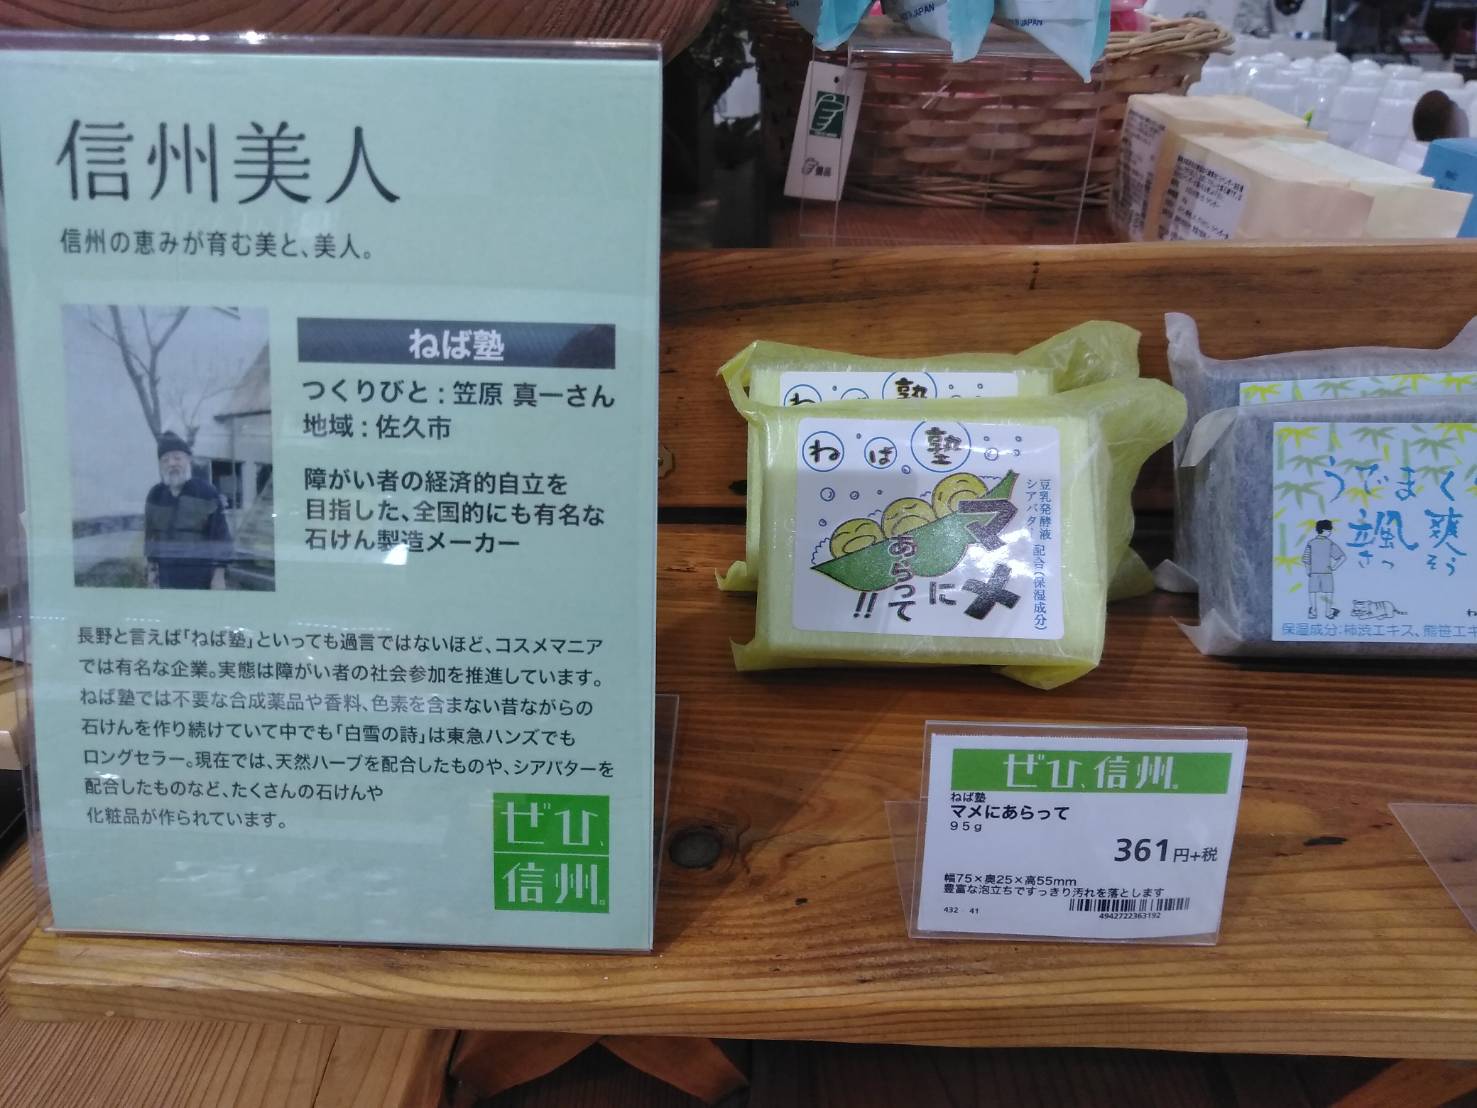 信州美人
信州の恵みが育む美と、美人。
ねば塾
つくりびと：笠原 真一さん
地域：佐久市
障がい者の経済的自立を
目指した、全国的にも有名な
石けん製造メーカー
長野と言えば「ねば塾」といっても過言ではないほど、コスメマニア
では有名な企業。実態は障がい者の社会参加を推進しています。
ねば塾では不要な合成薬品や香料、色素を含まない昔ながらの
石けんを作り続けていて中でも「白雪の詩」は東急ハンズでも
ロングセラー。現在では、天然ハーブを配合したものや、シアバターを
配合したものなど、たくさんの石けんや
化粧品が作られています。
ぜひ、
信州。
JAPAN
ねば塾
ねば塾
マメに
あらって!!
豆乳発酵液
シアバター 配合(保湿成分)
うでまく
颯爽
さっそう
保湿成分：柿渋エキス、熊笹エキ
ぜひ、信州。
ねば塾
マメにあらって
95g
361円+税
幅75×奥25×高55mm
豊富な泡立ちですっきり汚れを落とします
432 41
4942722363192